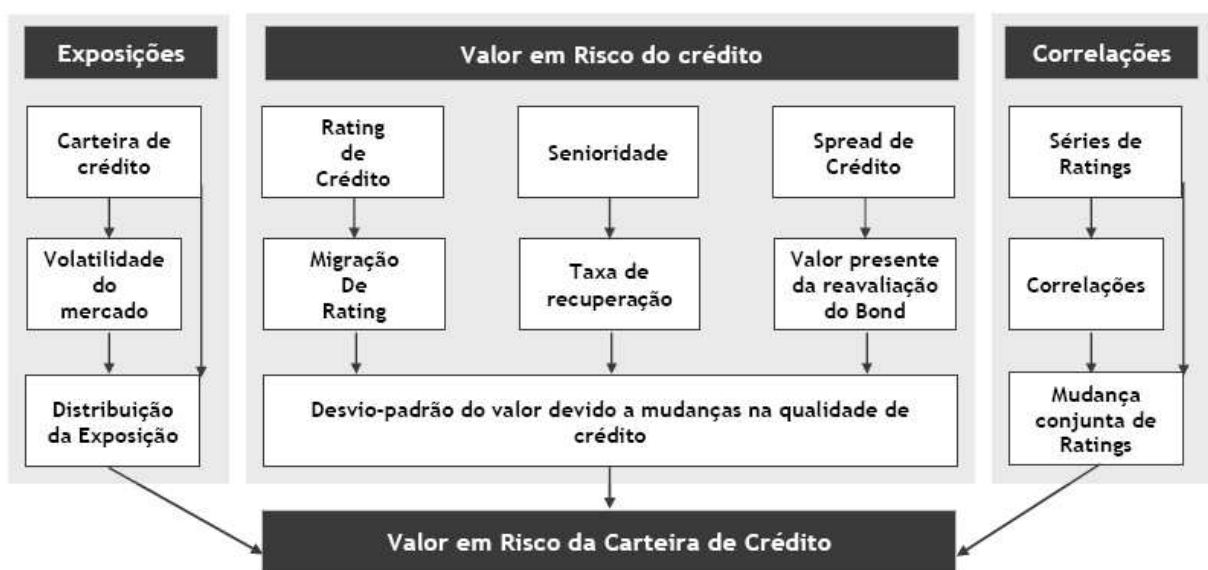 Exposições
Valor em Risco do crédito
Correlações
Carteira de
crédito
Rating
de
Crédito
Senioridade
Spread de
Crédito
Séries de
Ratings
Volatilidade
do
mercado
Migração
De
Rating
Taxa de
recuperação
Valor presente
da reavaliação
do Bond
Correlações
Distribuição
da Exposição
Desvio-padrão do valor devido a mudanças na qualidade de
crédito
Mudança
conjunta de
Ratings
Valor em Risco da Carteira de Crédito